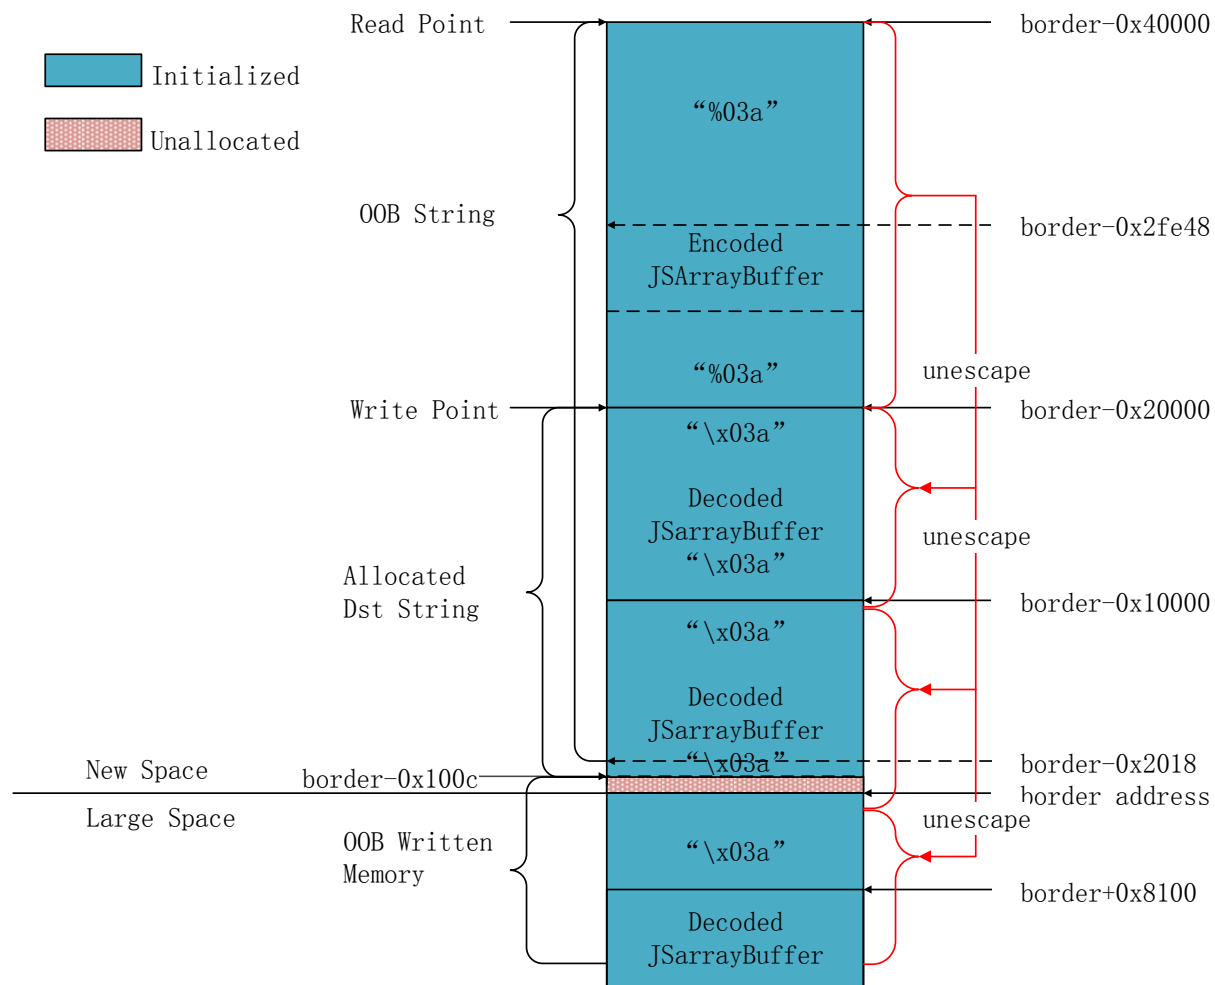 Read Point
border-0x40000
Initialized
“%03a”
Unallocated
OOB String
border-0x2fe48
Encoded
JSArrayBuffer
“%03a”
unescape
Write Point
border-0x20000
“\x03a”
Decoded
JSarrayBuffer
“\x03a”
unescape
Allocated
Dst String
border-0x10000
“\x03a”
Decoded
JSarrayBuffer
“\x03a”
border-0x2018
New Space
border-0x100c
border address
Large Space
unescape
OOB Written
Memory
“\x03a”
border+0x8100
Decoded
JSarrayBuffer